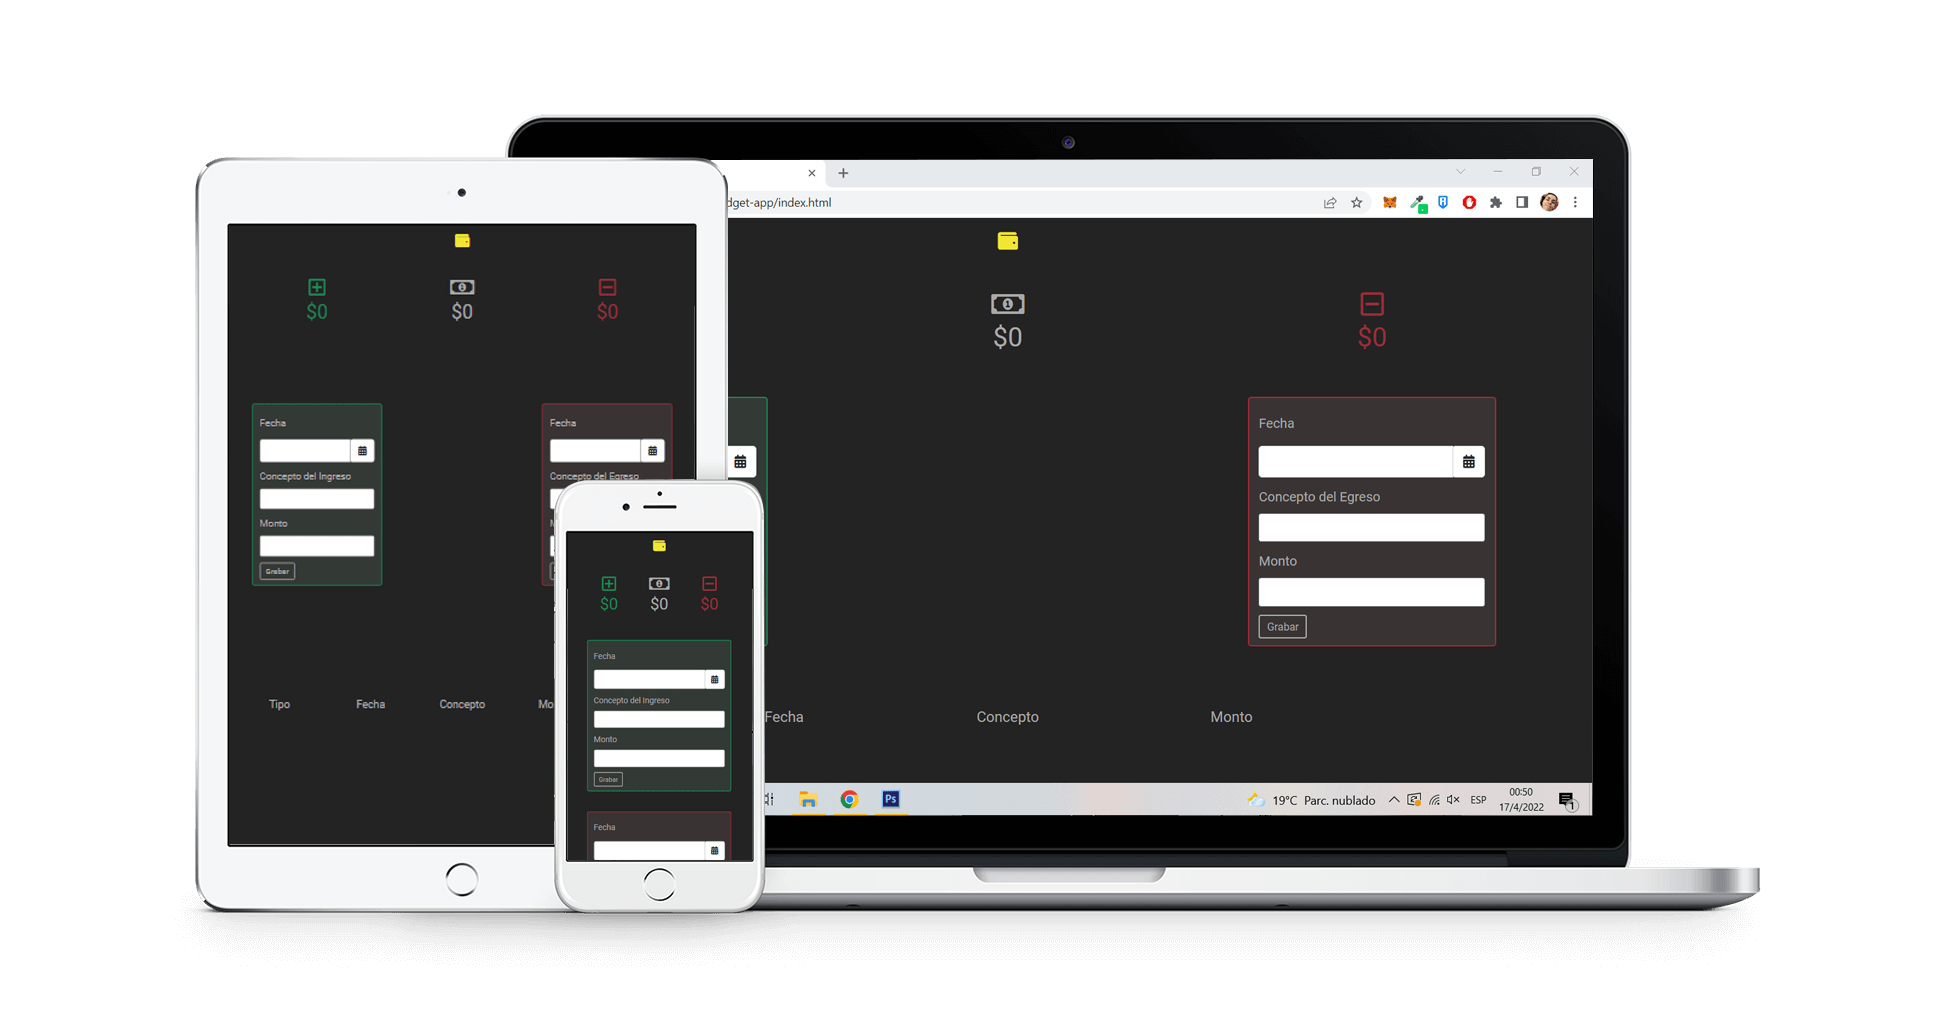 $0
$0
$0
Fecha
Concepto del Ingreso
Monto
Grabar
Fecha
Concepto del Egreso
Tipo
Fecha
Concepto
Mo
$0
$0
$0
Fecha
Concepto del Ingreso
Monto
Grabar
Fecha
dget-app/index.html
$0
$0
Fecha
Concepto del Egreso
Monto
Grabar
Fecha
Concepto
Monto
Ps
19°C Parc. nublado
ESP
00:50
17/4/2022
1